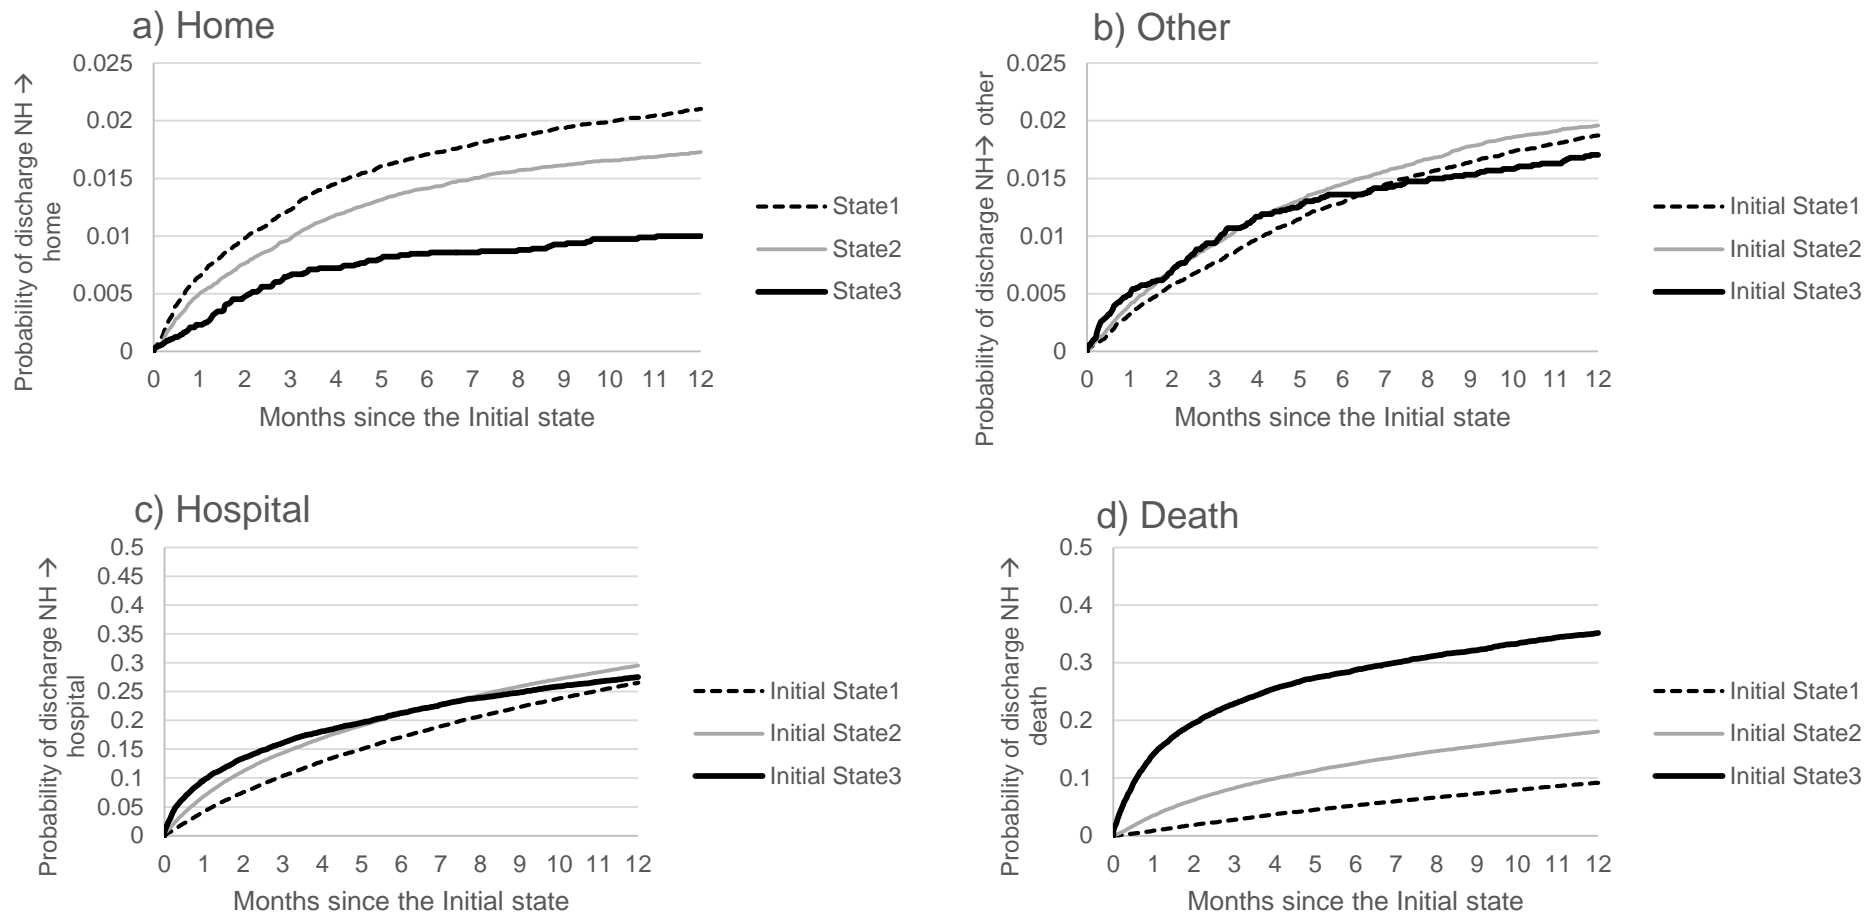 a) Home
Probability of discharge NH →
home
0.025
0.02
0.015
0.01
0.005
0
0 1 2 3 4 5 6 7 8 9 10 11 12
Months since the Initial state
State1
State2
State3
b) Other
Probability of discharge NH→ other
0.025
0.02
0.015
0.01
0.005
0
0 1 2 3 4 5 6 7 8 9 10 11 12
Months since the Initial state
Initial State1
Initial State2
Initial State3
c) Hospital
Probability of discharge NH →
hospital
0.5
0.45
0.4
0.35
0.3
0.25
0.2
0.15
0.1
0.05
0
0 1 2 3 4 5 6 7 8 9 10 11 12
Months since the Initial state
Initial State1
Initial State2
Initial State3
d) Death
Probability of discharge NH →
death
0.5
0.4
0.3
0.2
0.1
0
0 1 2 3 4 5 6 7 8 9 10 11 12
Months since the Initial state
Initial State1
Initial State2
Initial State3